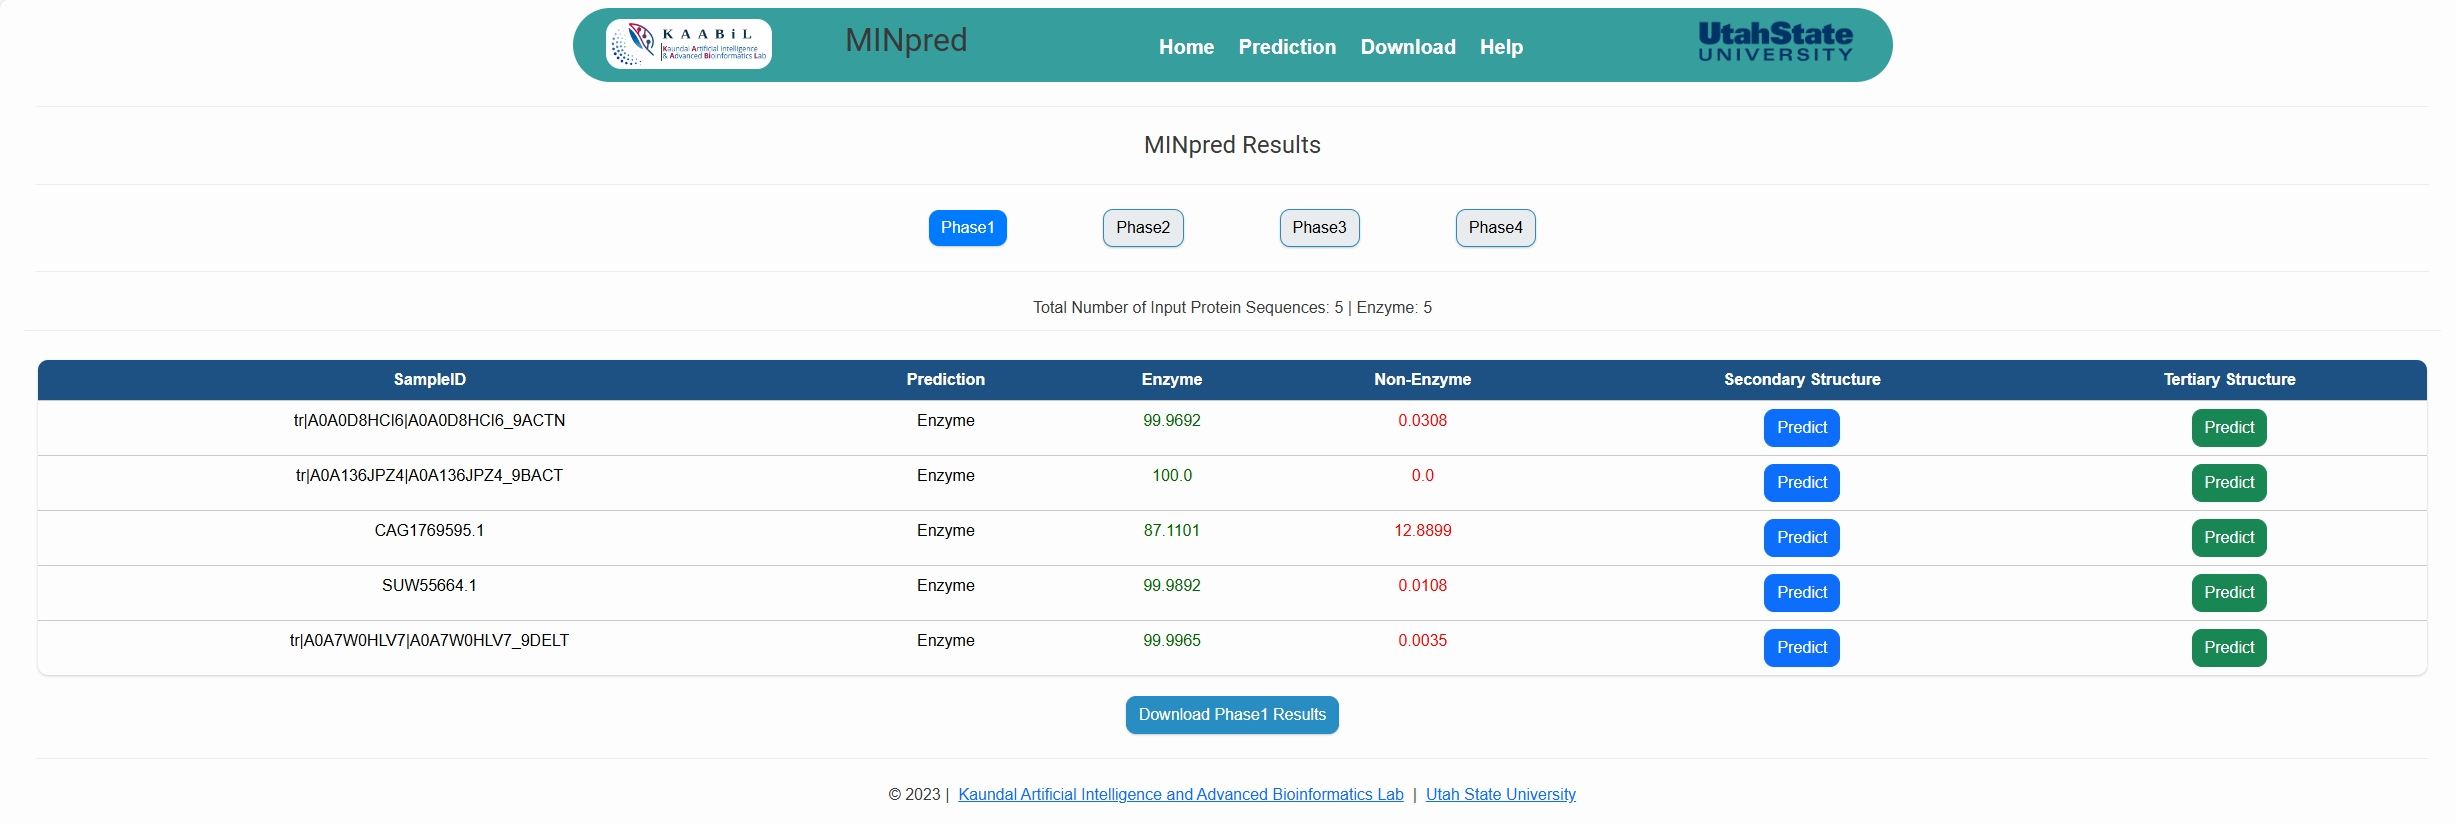 KAABiL
Kaundal Artificial Intelligence
& Advanced Bioinformatics Lab
MINpred
Home Prediction Download Help
UtahState
UNIVERSITY
MINpred Results
Phase1 Phase2 Phase3 Phase4
Total Number of Input Protein Sequences: 5 | Enzyme: 5
SampleID Prediction Enzyme Non-Enzyme Secondary Structure Tertiary Structure
tr|A0A0D8HCI6|A0A0D8HCI6_9ACTN Enzyme 99.9692 0.0308 Predict Predict
tr|A0A136JPZ4|A0A136JPZ4_9BACT Enzyme 100.0 0.0 Predict Predict
CAG1769595.1 Enzyme 87.1101 12.8899 Predict Predict
SUW55664.1 Enzyme 99.9892 0.0108 Predict Predict
tr|A0A7W0HLV7|A0A7W0HLV7_9DELT Enzyme 99.9965 0.0035 Predict Predict
Download Phase1 Results
© 2023 | Kaundal Artificial Intelligence and Advanced Bioinformatics Lab | Utah State University